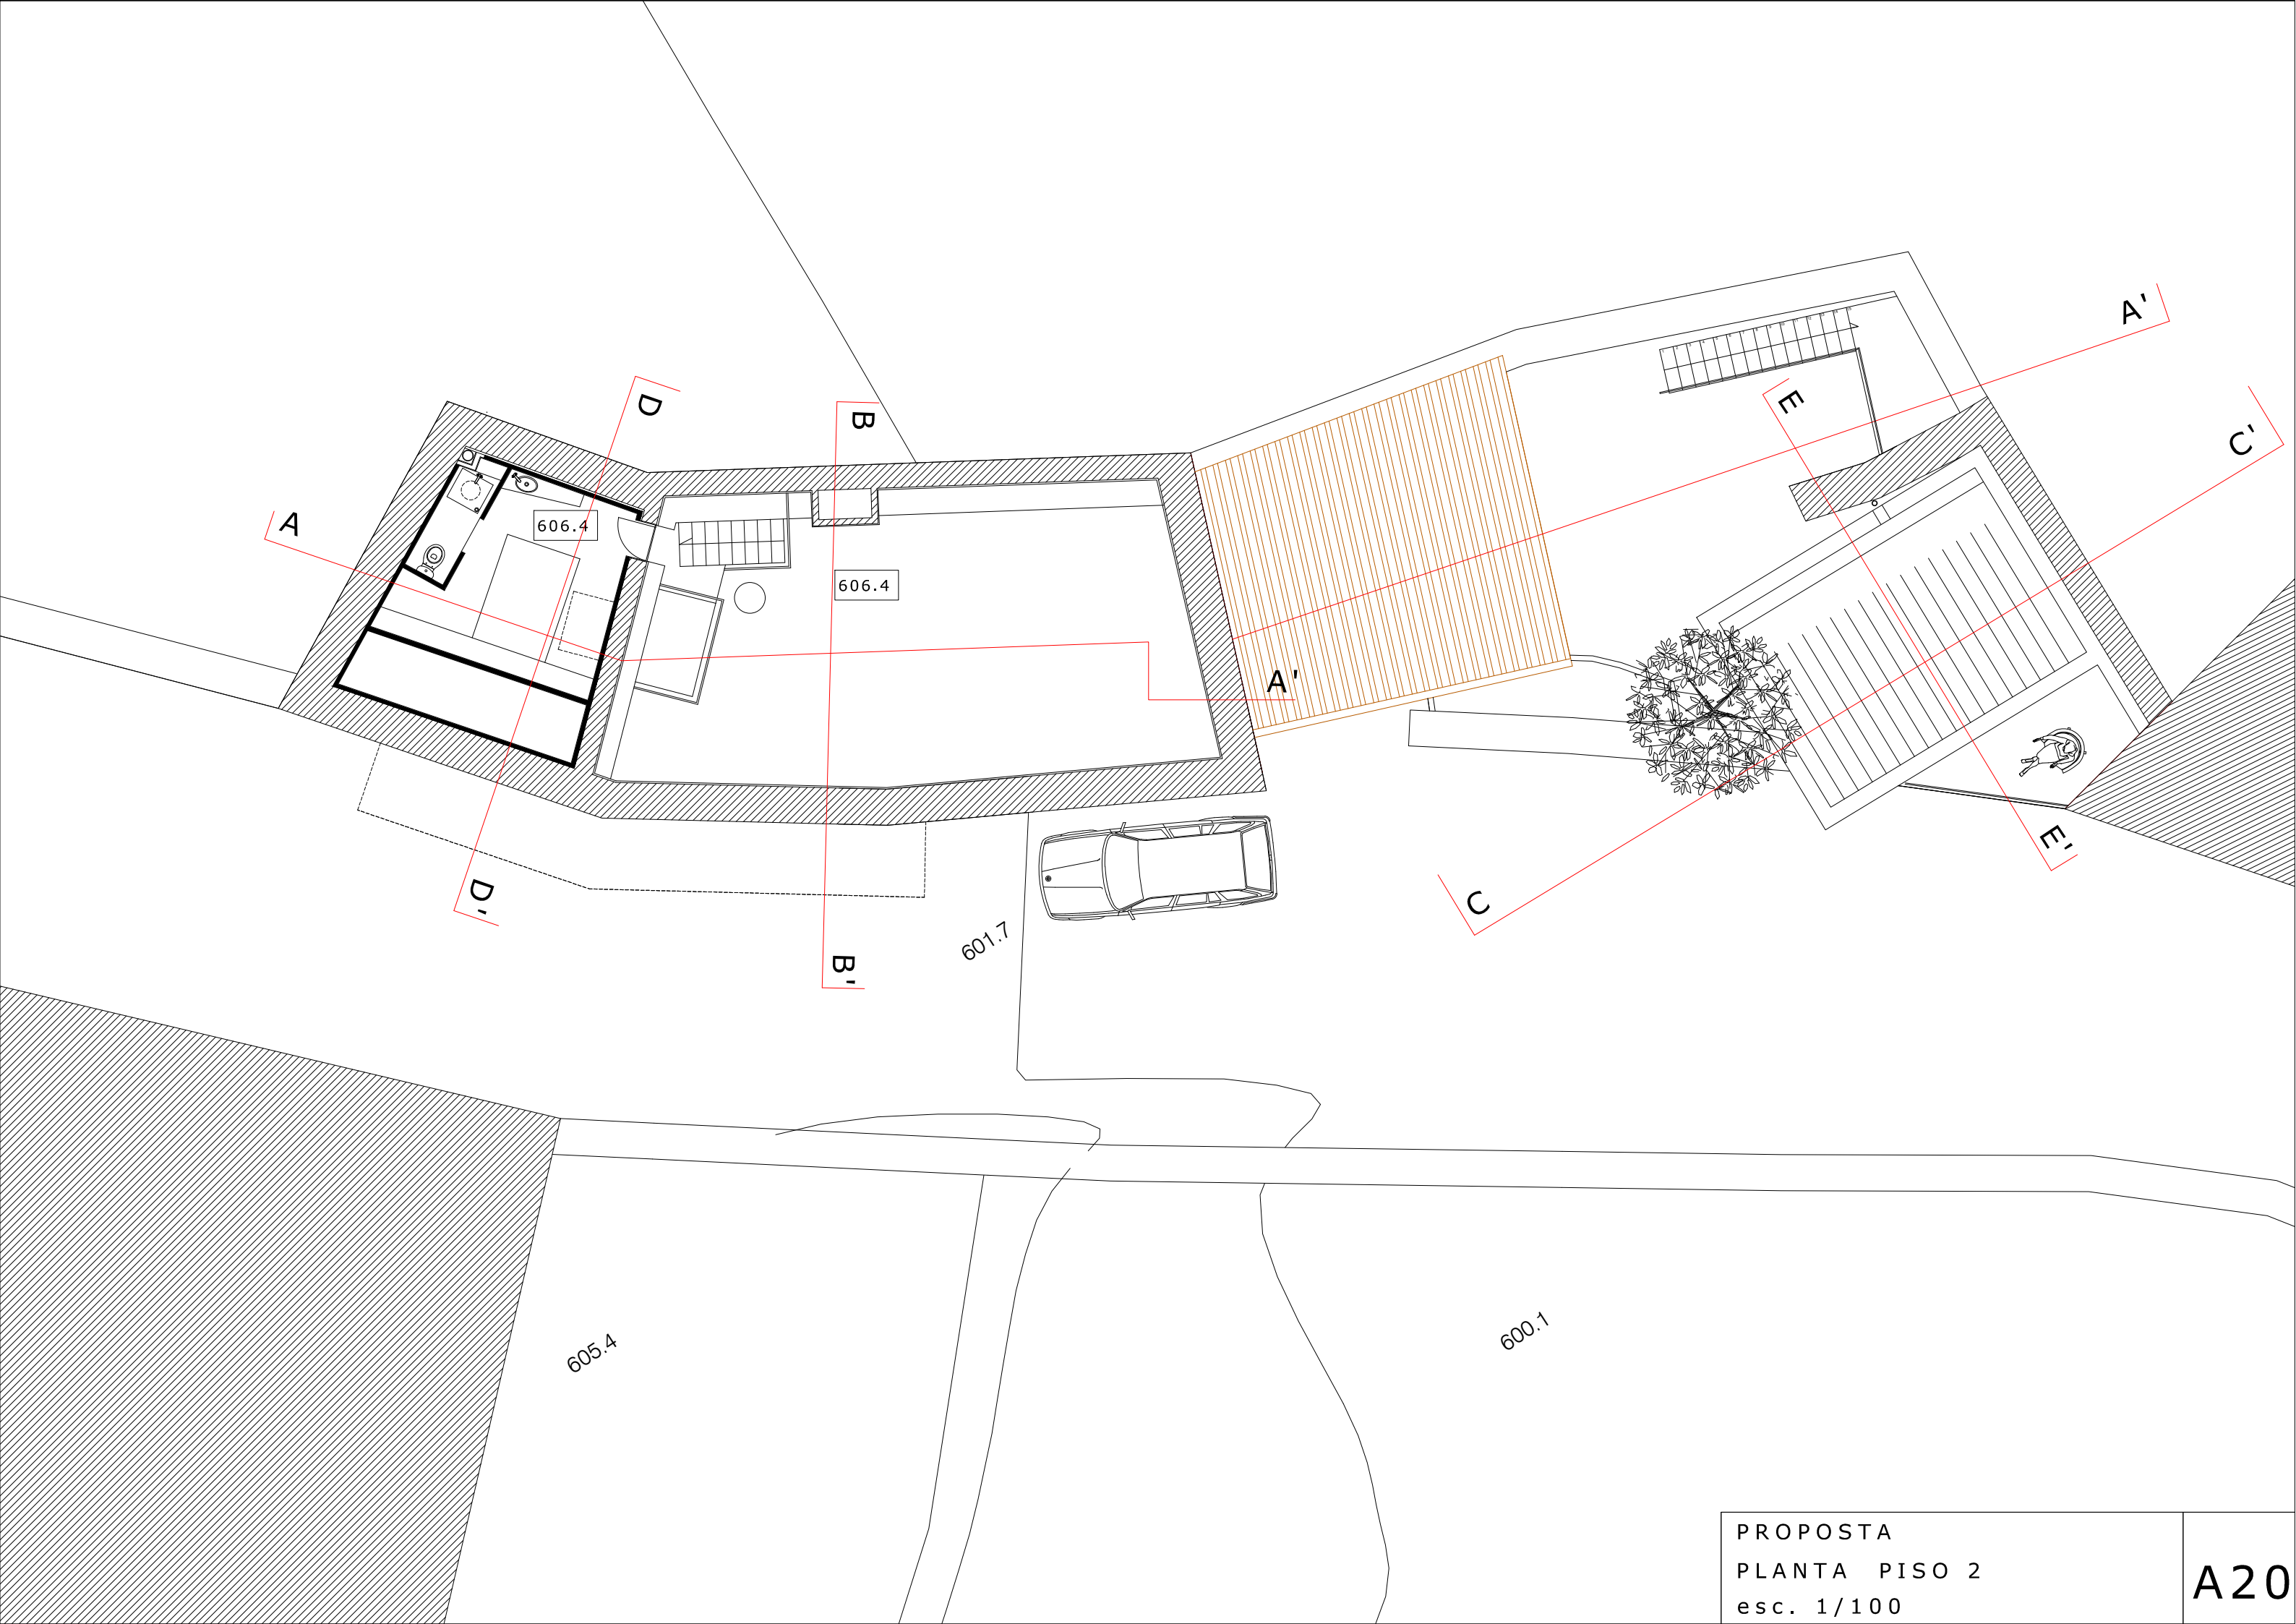 A'
D
E
B
C'
A
606.4
606.4
A'
E'
D'
C
601.7
B'
600.1
605.4
PROPOSTA
PLANTA PISO 2
esc. 1/100
A20